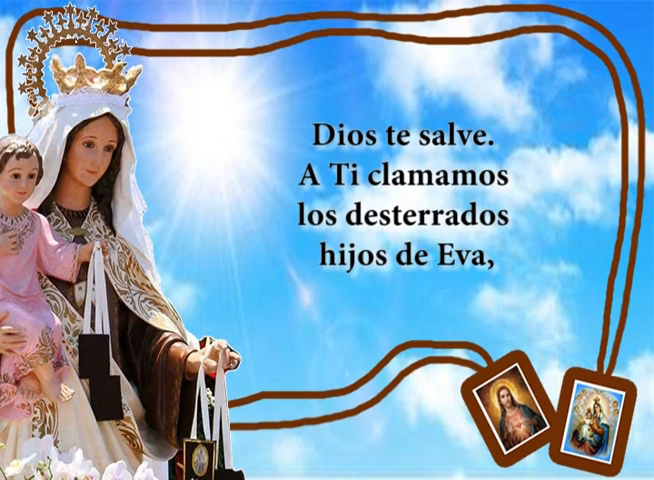 Dios te salve.
A Ti clamamos
los desterrados
hijos de Eva,